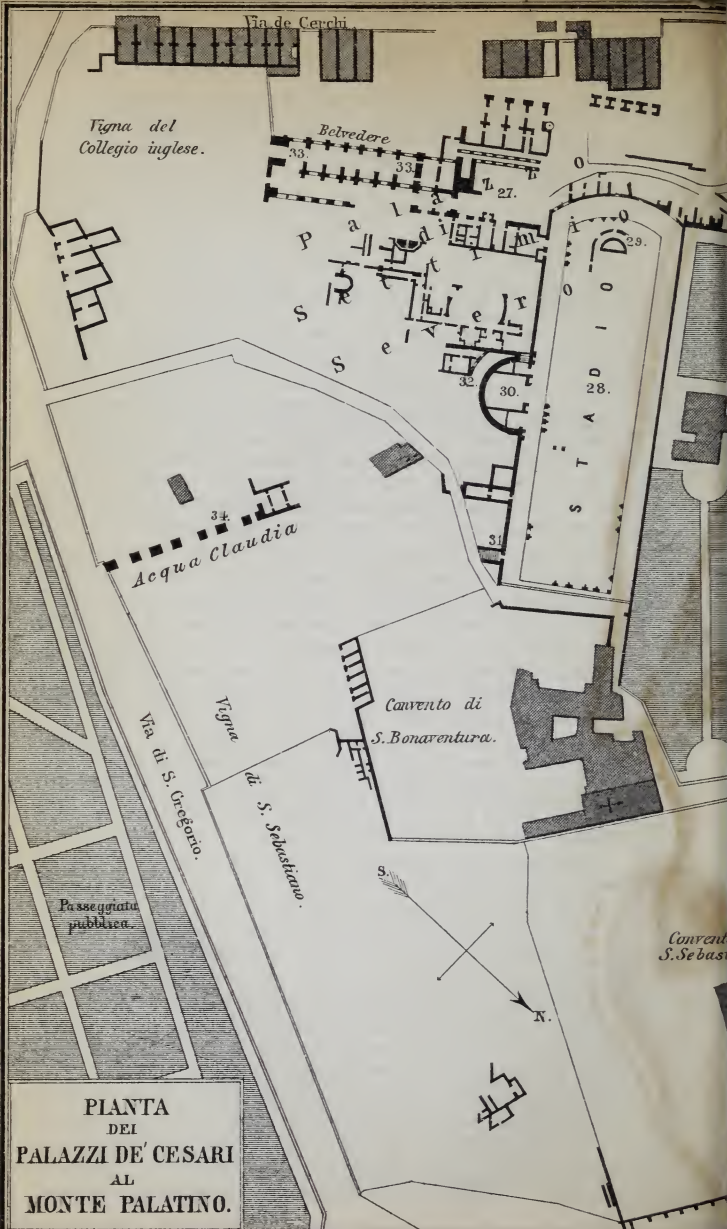 Via de Cerchi.
Vigna del
Collegio inglese.
Belvedere
33.
33.
27.
Palazzo
di
Settimio
Severo
29.
32.
30.
28.
STADIO
31
34.
Acqua Claudia
Convento di
S. Bonaventura.
Vigna di S. Sebastiano.
Via di S. Gregorio.
S.
N.
Passeggiata
pubblica.
Convent
S. Sebast
PIANTA
DEI
PALAZZI DE' CESARI
AL
MONTE PALATINO.